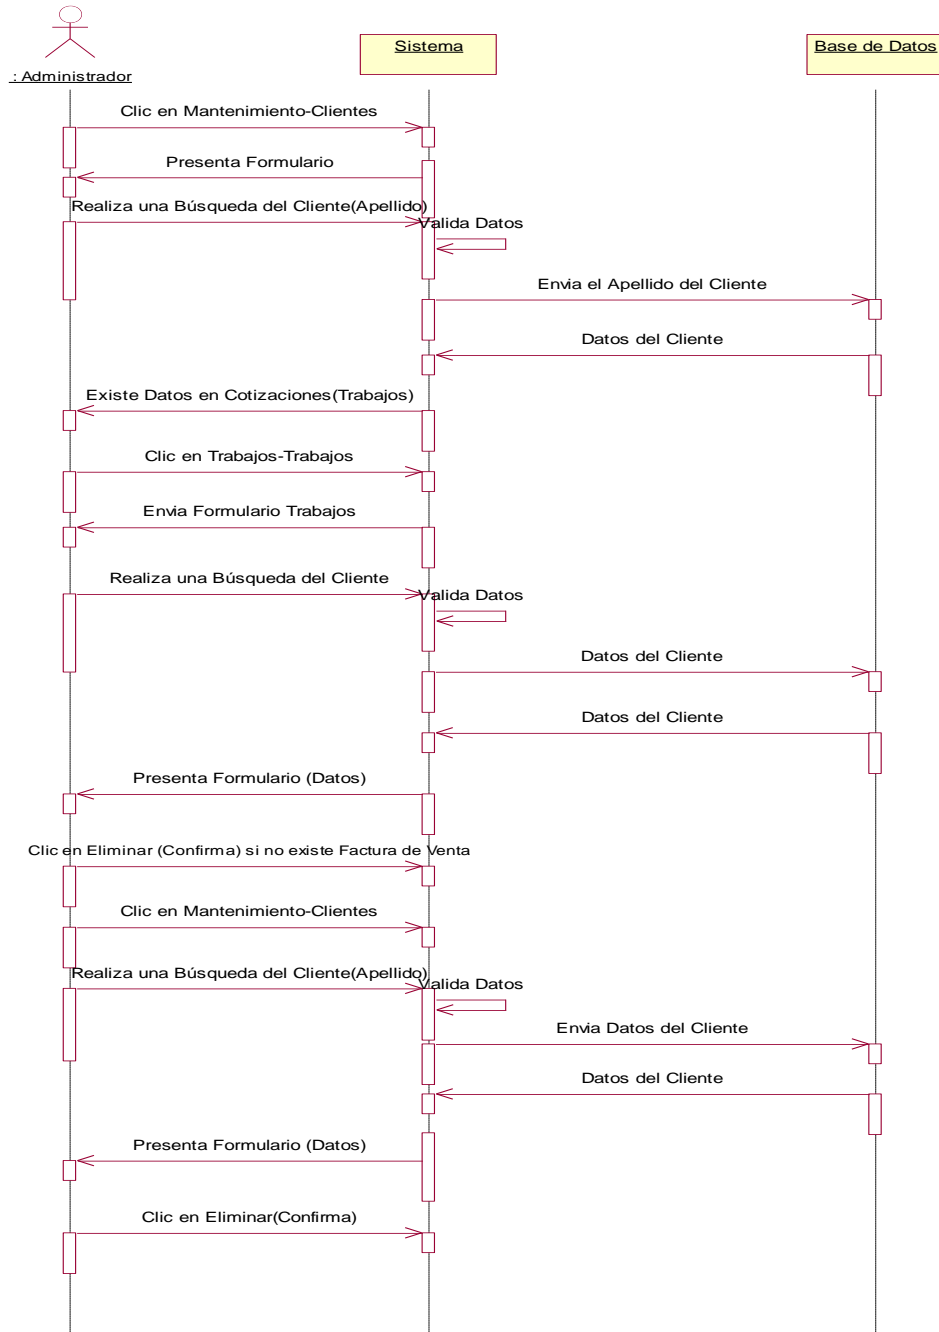 Sistema
Base de Datos
: Administrador
Clic en Mantenimiento-Clientes
Presenta Formulario
Realiza una Búsqueda del Cliente(Apellido)
Valida Datos
Envia el Apellido del Cliente
Datos del Cliente
Existe Datos en Cotizaciones(Trabajos)
Clic en Trabajos-Trabajos
Envia Formulario Trabajos
Realiza una Búsqueda del Cliente
Valida Datos
Datos del Cliente
Datos del Cliente
Presenta Formulario (Datos)
Clic en Eliminar (Confirma) si no existe Factura de Venta
Clic en Mantenimiento-Clientes
Realiza una Búsqueda del Cliente(Apellido)
Valida Datos
Envia Datos del Cliente
Datos del Cliente
Presenta Formulario (Datos)
Clic en Eliminar(Confirma)